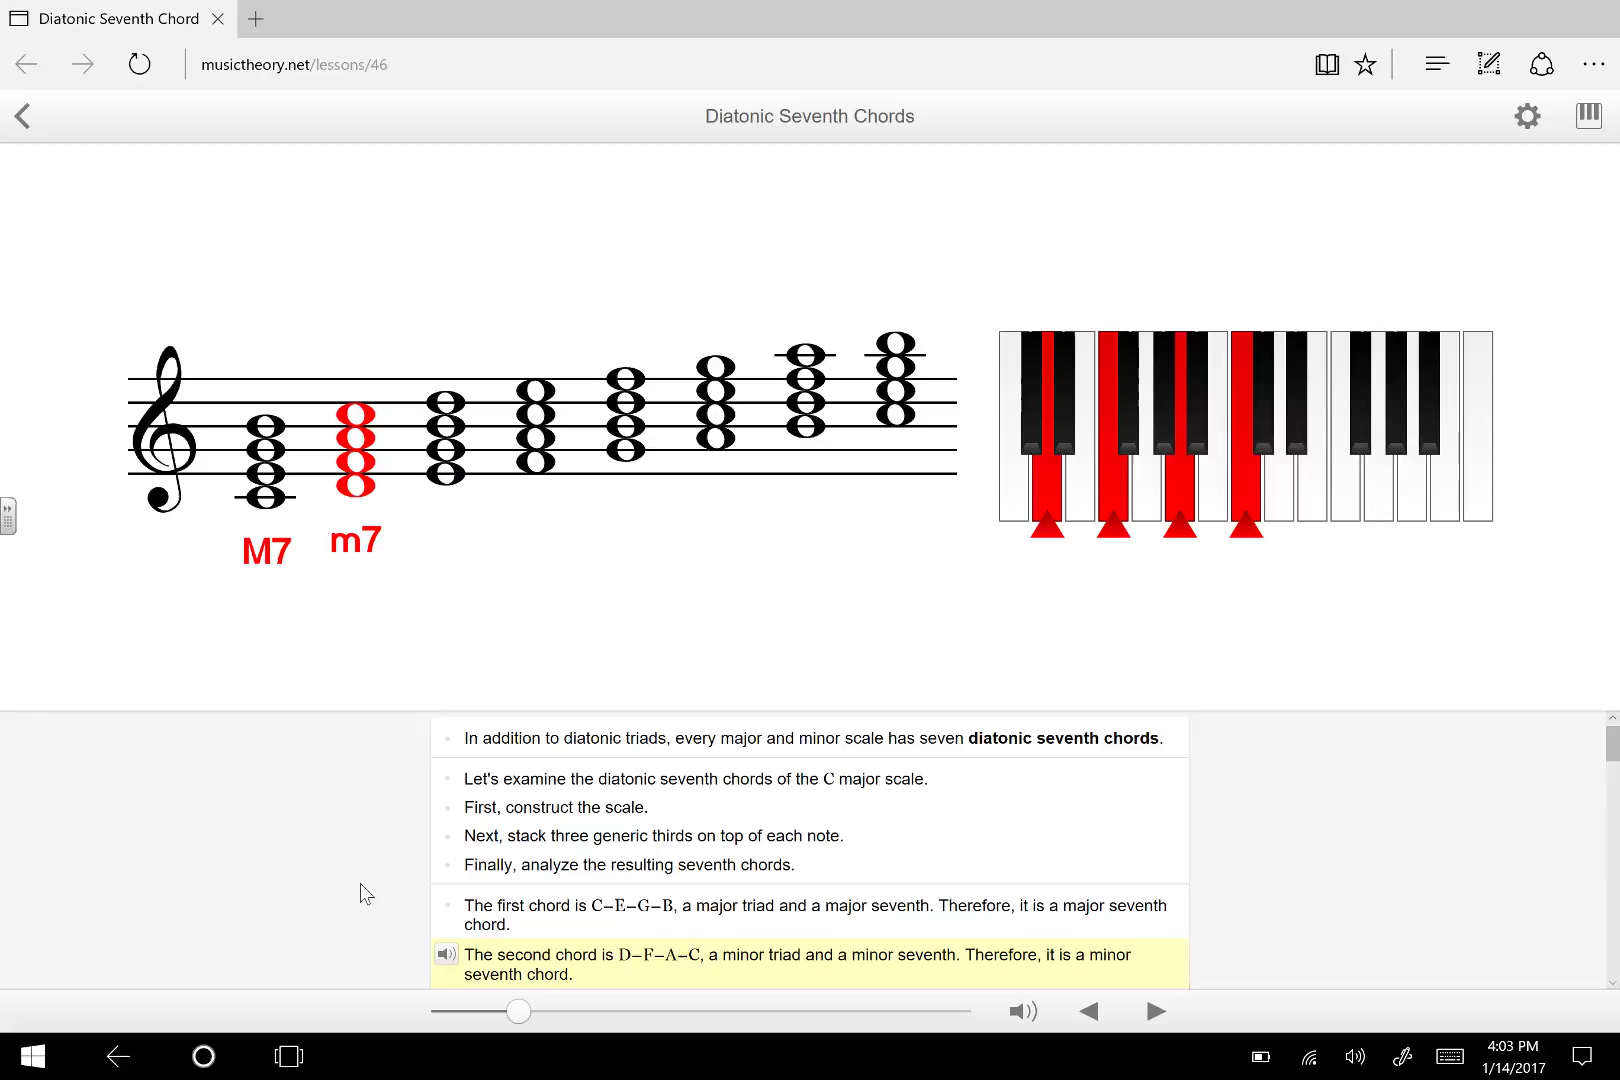 Diatonic Seventh Chord
musictheory.net/lessons/46
Diatonic Seventh Chords
M7
m7
In addition to diatonic triads, every major and minor scale has seven diatonic seventh chords.
Let's examine the diatonic seventh chords of the C major scale.
First, construct the scale.
Next, stack three generic thirds on top of each note.
Finally, analyze the resulting seventh chords.
The first chord is C–E–G–B, a major triad and a major seventh. Therefore, it is a major seventh
chord.
The second chord is D–F–A–C, a minor triad and a minor seventh. Therefore, it is a minor
seventh chord.
4:03 PM
1/14/2017